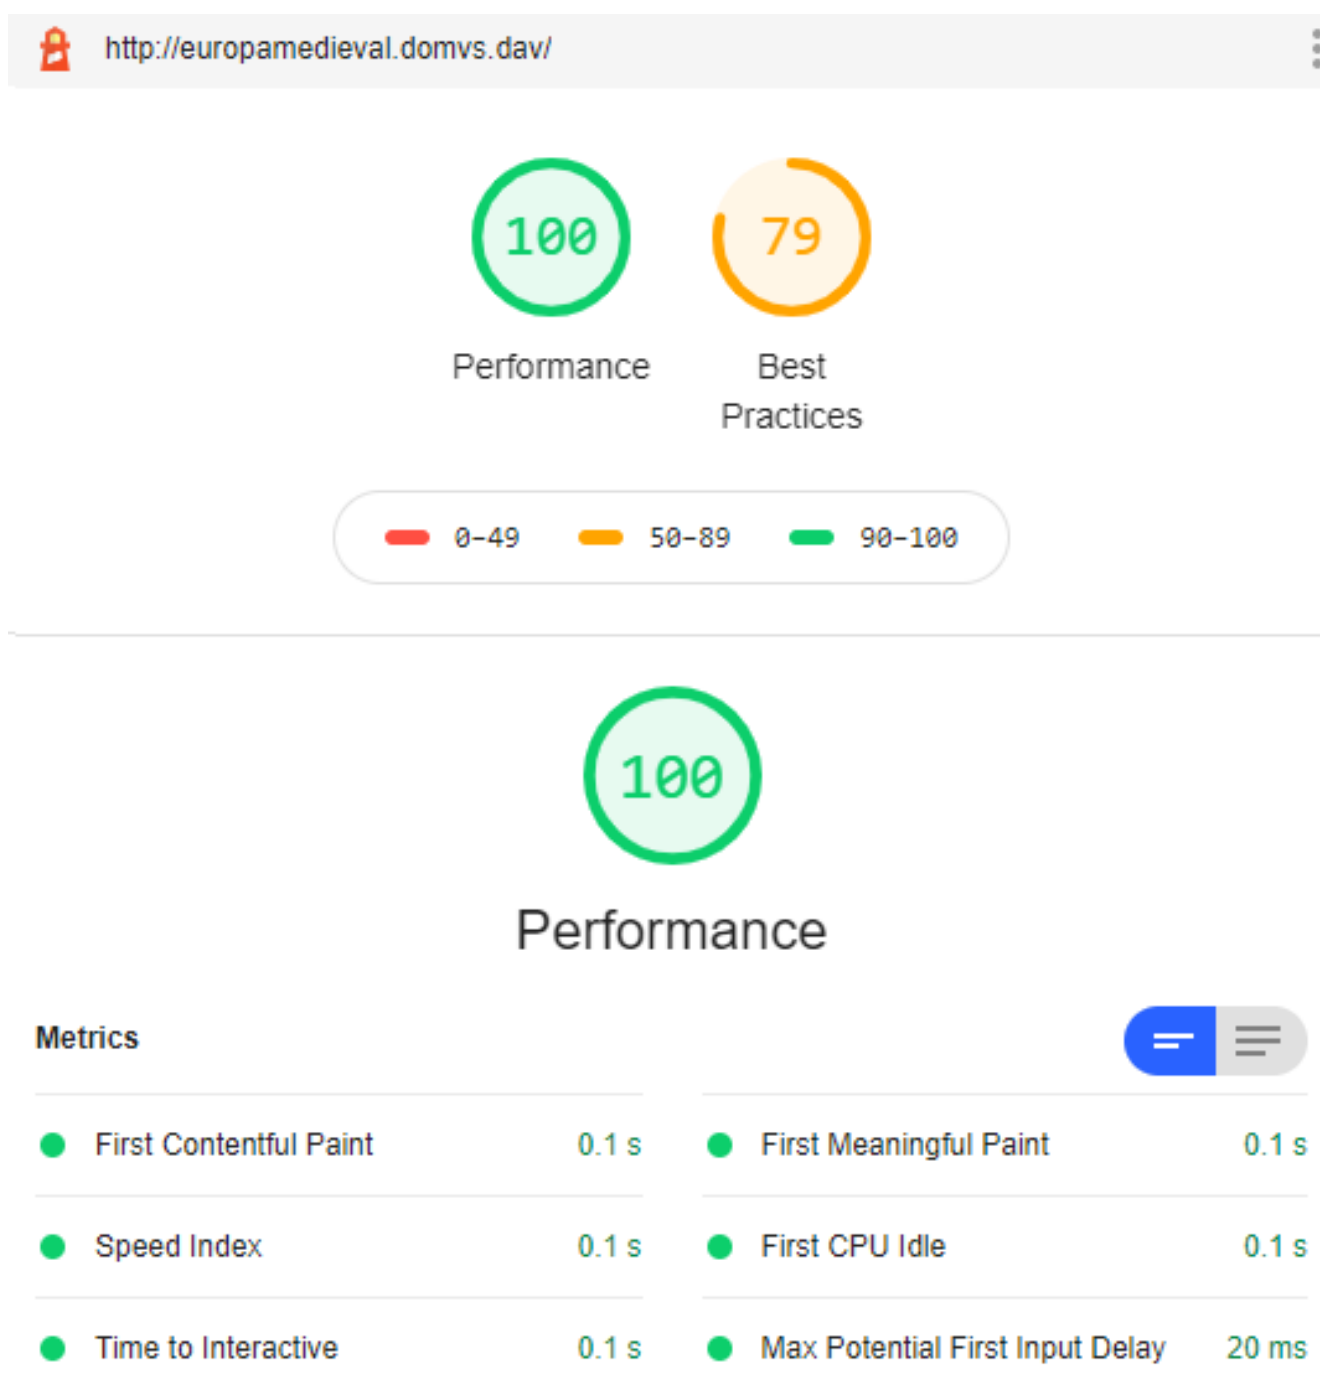 http://europamedieval.domvs.dav/
100
79
Performance
Best
Practices
0–49
50–89
90–100
100
Performance
Metrics
First Contentful Paint 0.1 s
First Meaningful Paint 0.1 s
Speed Index 0.1 s
First CPU Idle 0.1 s
Time to Interactive 0.1 s
Max Potential First Input Delay 20 ms